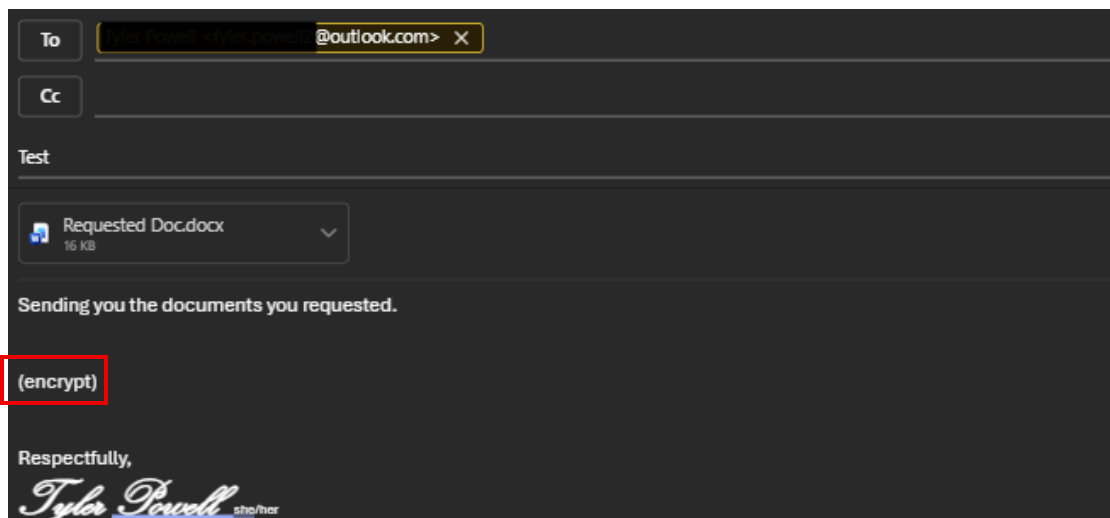 To @outlook.com>
Cc
Test
Requested Doc.docx
16 KB
Sending you the documents you requested.
(encrypt)
Respectfully,
Tyler Powell she/her